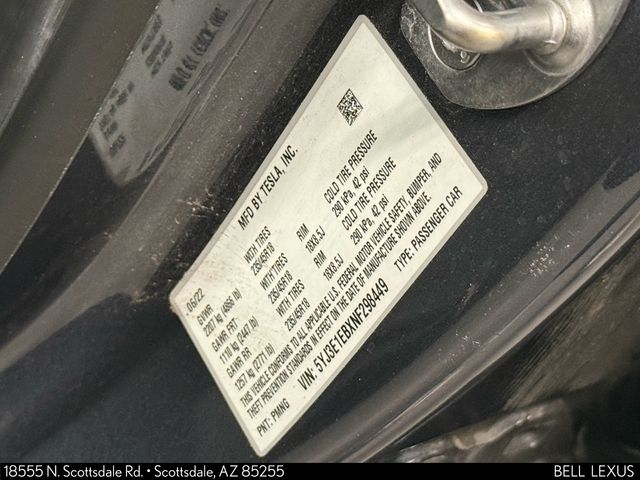 MFD BY TESLA, INC.
06/22
GVWR
2207 kg (4866 lb)
WITH TIRES
235/45R18
RIM
18X8.5J
COLD TIRE PRESSURE
290 kPa, 42 psi
GAWR FRT:
1110 kg (2447 lb)
WITH TIRES
235/45R18
RIM
18X8.5J
COLD TIRE PRESSURE
290 kPa, 42 psi
GAWR RR
1257 kg (2771 lb)
235/45R18
THIS VEHICLE CONFORMS TO ALL APPLICABLE U.S. FEDERAL MOTOR VEHICLE SAFETY, BUMPER, AND
THEFT PREVENTION STANDARDS IN EFFECT ON THE DATE OF MANUFACTURE SHOWN ABOVE.
VIN: 5YJ3E1EBXNF298449
TYPE: PASSENGER CAR
PNT: PMNG
18555 N. Scottsdale Rd. • Scottsdale, AZ 85255
BELL LEXUS